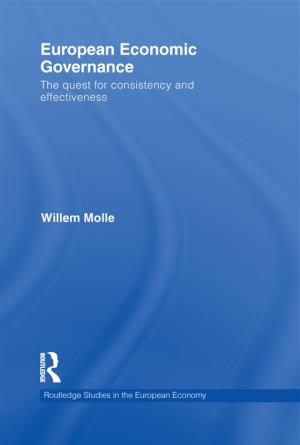 European Economic
Governance
The quest for consistency and
effectiveness
Willem Molle
ROUTLEDGE
Routledge Studies in the European Economy